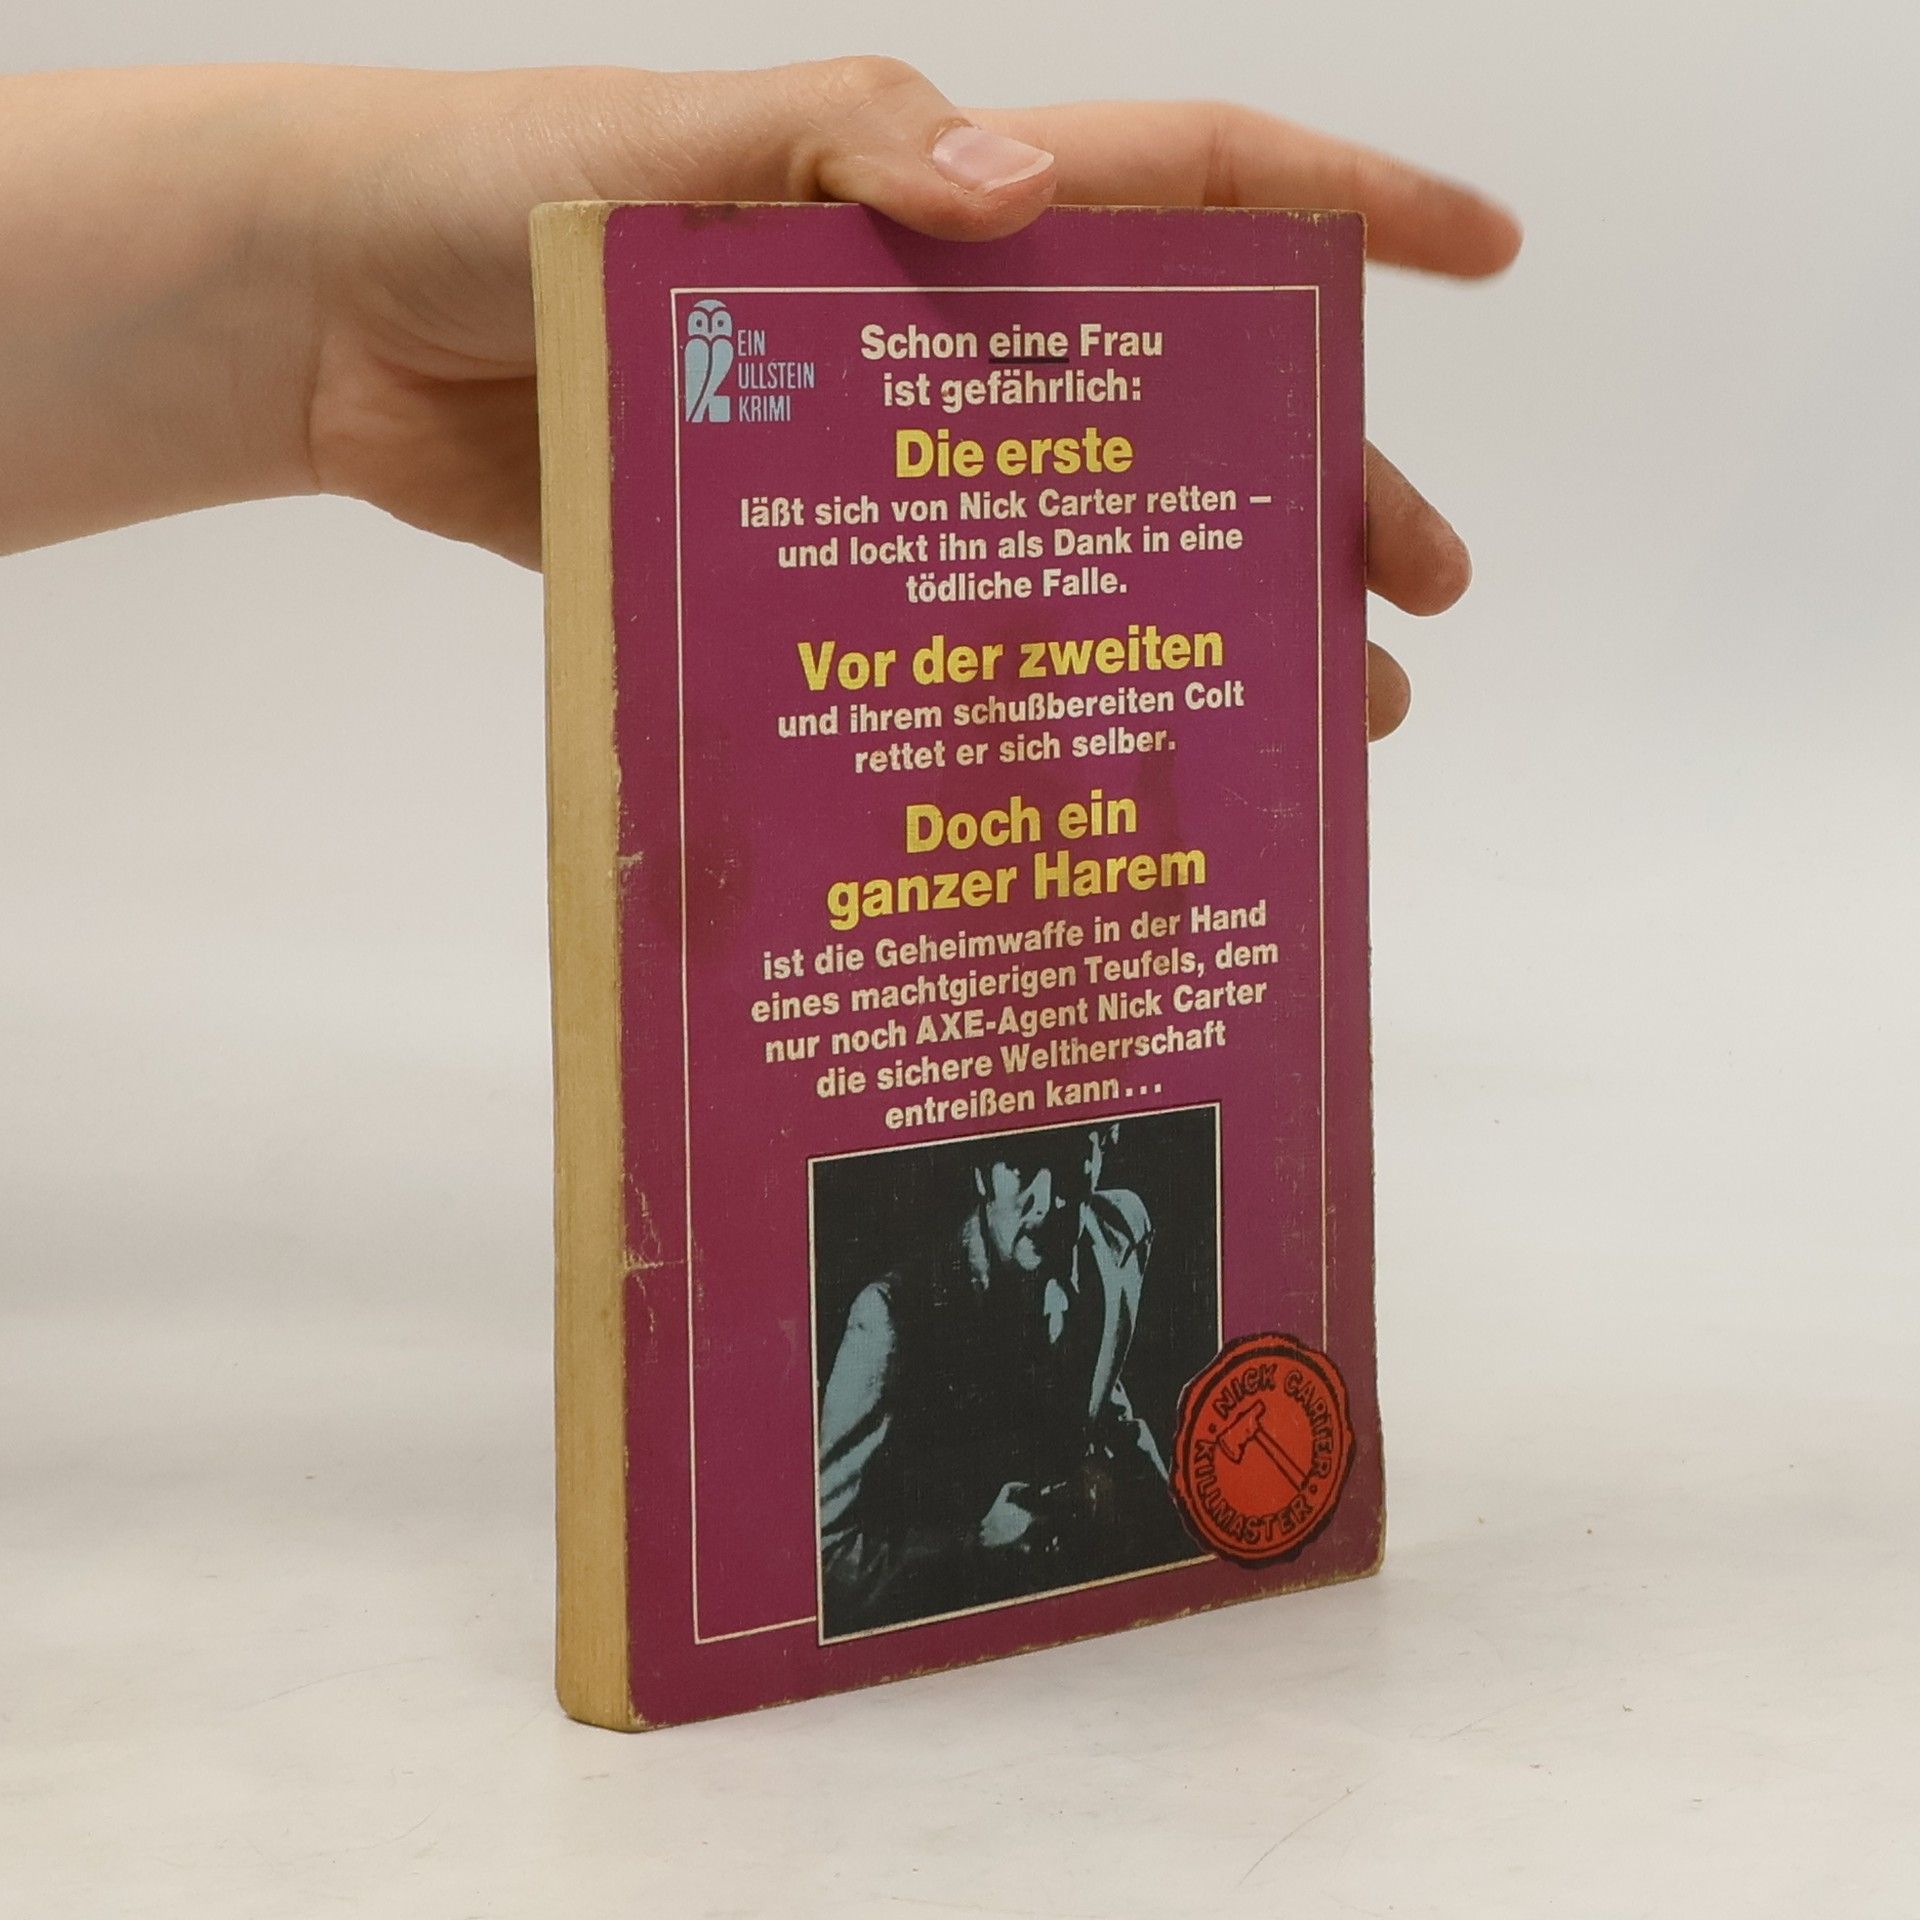 EIN
ULLSTEIN
KRIMI
Schon eine Frau
ist gefährlich:
Die erste
läßt sich von Nick Carter retten –
und lockt ihn als Dank in eine
tödliche Falle.
Vor der zweiten
und ihrem schußbereiten Colt
rettet er sich selber.
Doch ein
ganzer Harem
ist die Geheimwaffe in der Hand
eines machtgierigen Teufels, dem
nur noch AXE-Agent Nick Carter
die sichere Weltherrschaft
entreißen kann...
NICK CARTER
KILLMASTER